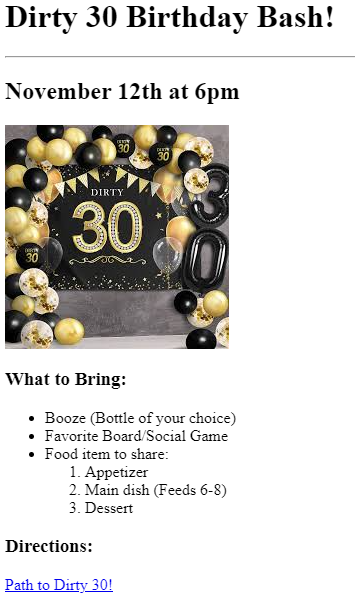 Dirty 30 Birthday Bash!
November 12th at 6pm
DIRTY
30
DIRTY
30
DIRTY
30
DIRTY
30
30
What to Bring:
• Booze (Bottle of your choice)
• Favorite Board/Social Game
• Food item to share:
1. Appetizer
2. Main dish (Feeds 6-8)
3. Dessert
Directions:
Path to Dirty 30!